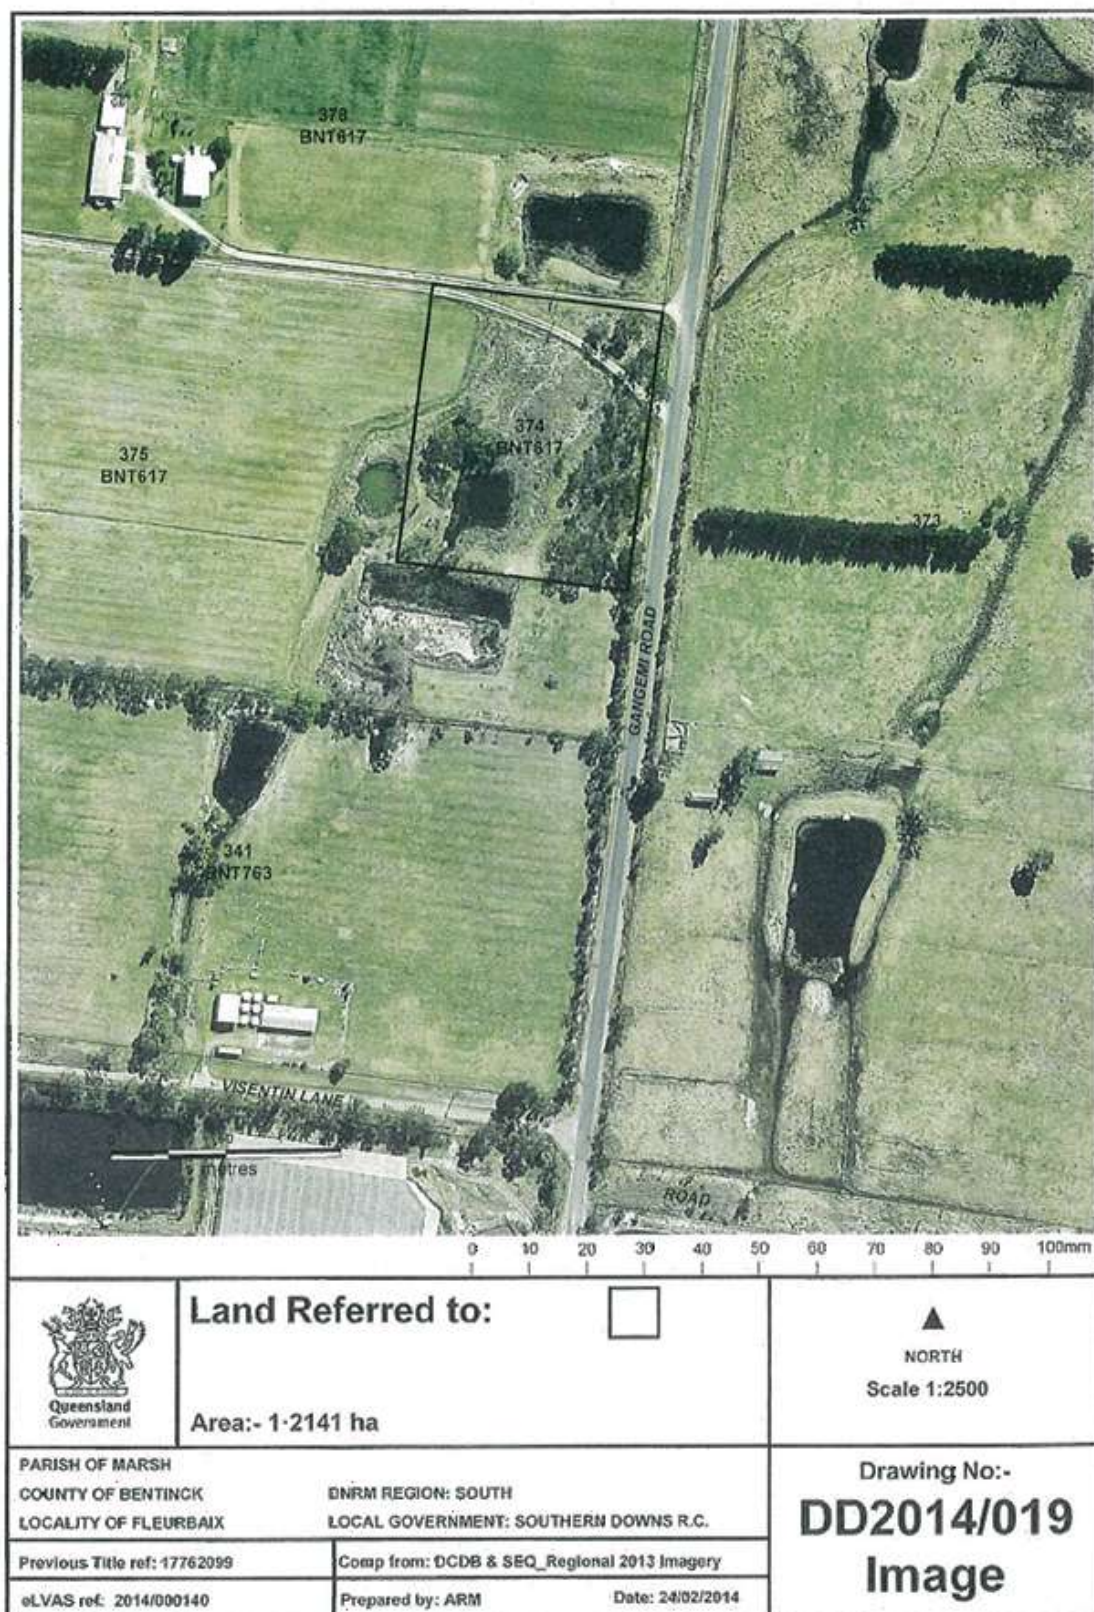 378
BNT617
374
BNT617
375
BNT617
373
GANGEMI ROAD
341
BNT763
VISENTIN LANE
metres
ROAD
0 10 20 30 40 50 60 70 80 90 100mm
Land Referred to:
Area:- 1·2141 ha
Queensland
Government
NORTH
Scale 1:2500
PARISH OF MARSH
COUNTY OF BENTINCK
LOCALITY OF FLEURBAIX
DNRM REGION: SOUTH
LOCAL GOVERNMENT: SOUTHERN DOWNS R.C.
Previous Title ref: 17762099
Comp from: DCDB & SEQ_Regional 2013 Imagery
eLVAS ref: 2014/000140
Prepared by: ARM
Date: 24/02/2014
Drawing No:-
DD2014/019
Image